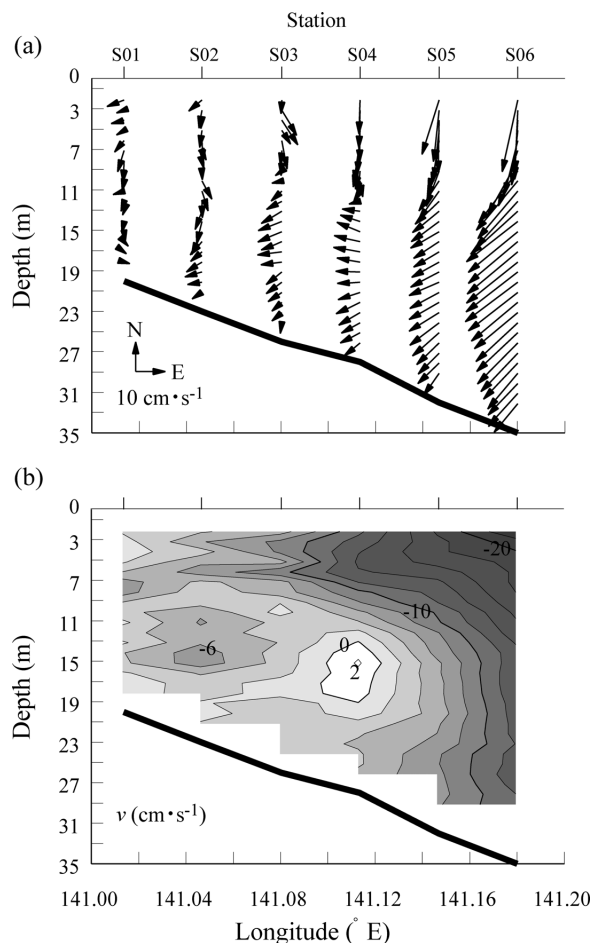 Station
(a)
S01 S02 S03 S04 S05 S06
0
3
7
11
15
19
23
27
31
35
Depth (m)
N
E
10 cm·s⁻¹
(b)
0
3
7
11
15
19
23
27
31
35
Depth (m)
-20
-10
-6
0
2
v (cm·s⁻¹)
141.00 141.04 141.08 141.12 141.16 141.20
Longitude (° E)